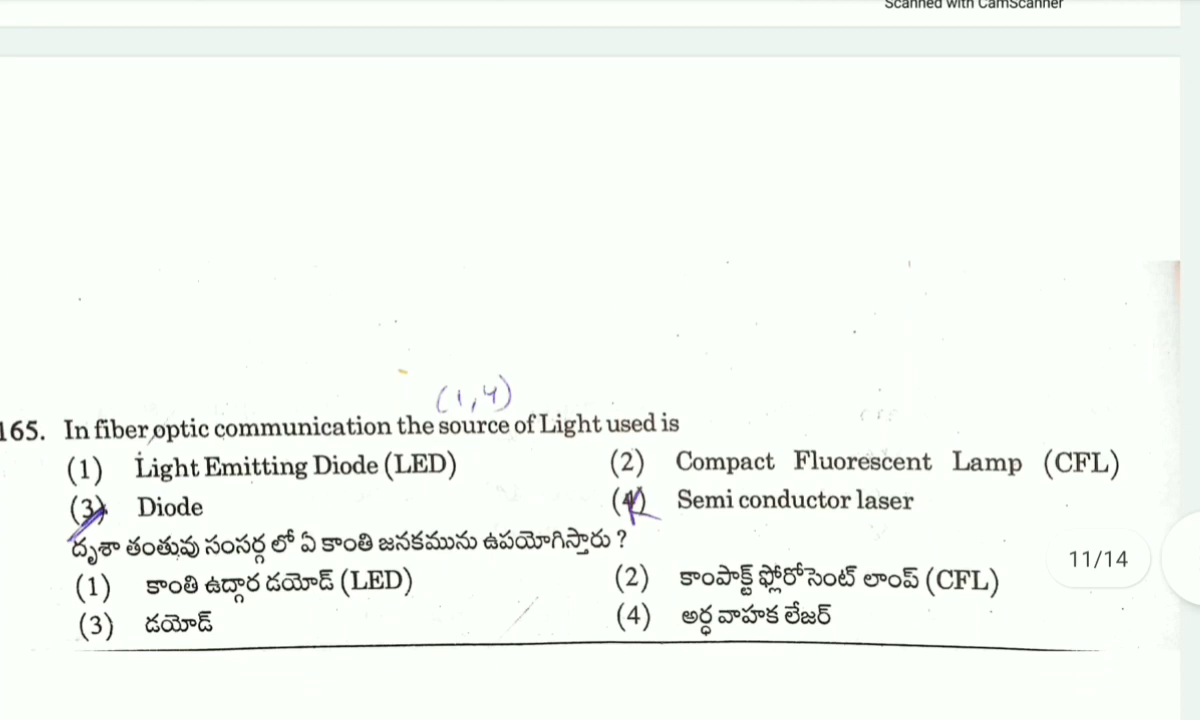 Scanned with CamScanner
(1,4)
165. In fiber optic communication the source of Light used is
(1) Light Emitting Diode (LED) (2) Compact Fluorescent Lamp (CFL)
(3) Diode (4) Semi conductor laser
దృశా తంతువు సంసర్గ లో ఏ కాంతి జనకమును ఉపయోగిస్తారు ?
(1) కాంతి ఉద్గార డయోడ్ (LED) (2) కాంపాక్ట్ ఫ్లోరోసెంట్ లాంప్ (CFL)
(3) డయోడ్ (4) అర్ధ వాహక లేజర్
11/14